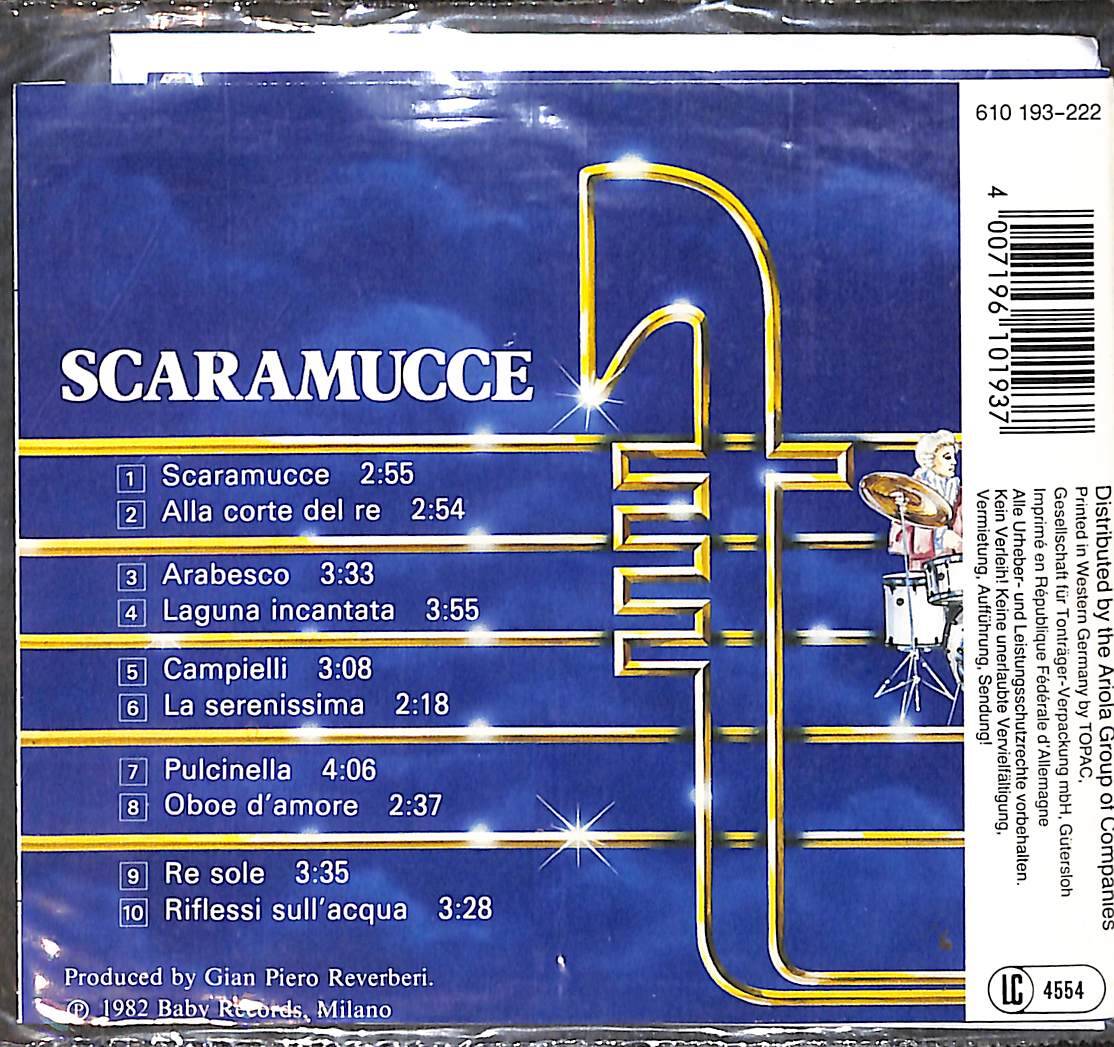 SCARAMUCCE
1 Scaramucce 2:55
2 Alla corte del re 2:54
3 Arabesco 3:33
4 Laguna incantata 3:55
5 Campielli 3:08
6 La serenissima 2:18
7 Pulcinella 4:06
8 Oboe d'amore 2:37
9 Re sole 3:35
10 Riflessi sull'acqua 3:28
Produced by Gian Piero Reverberi.
℗ 1982 Baby Records, Milano
610 193-222
4 007196 101937
Distributed by the Ariola Group of Companies
Printed in Western Germany by TOPAC,
Gesellschaft für Tonträger-Verpackung mbH, Gütersloh
Imprimé en République Fédérale d'Allemagne
Alle Urheber- und Leistungsschutzrechte vorbehalten.
Kein Verleih! Keine unerlaubte Vervielfältigung,
Vermietung, Aufführung, Sendung!
LC 4554